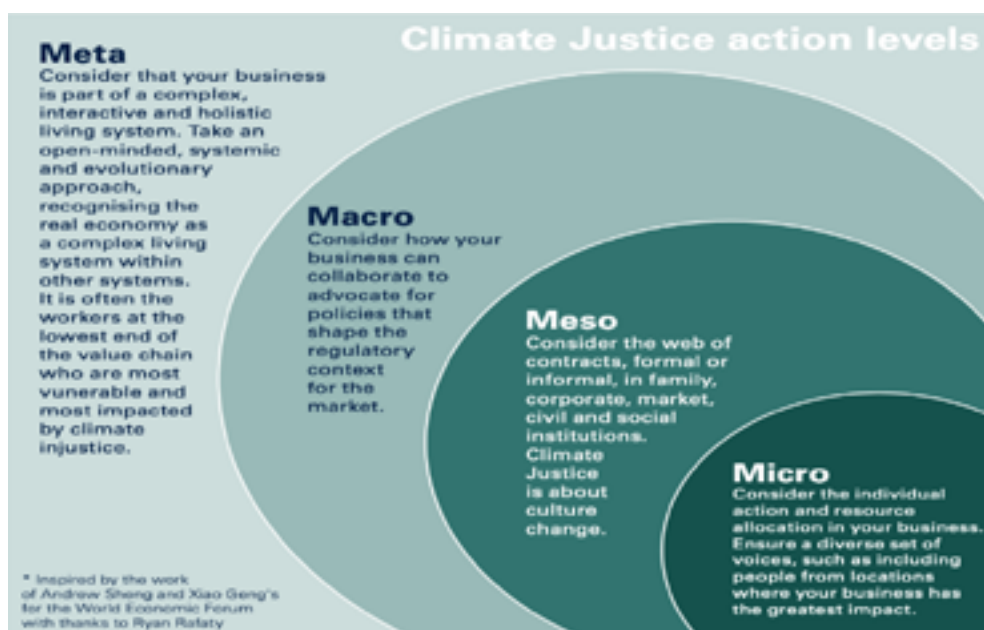 Climate Justice action levels
Meta
Consider that your business
is part of a complex,
interactive and holistic
living system. Take an
open-minded, systemic
and evolutionary
approach,
recognising the
real economy as
a complex living
system within
other systems.
It is often the
workers at the
lowest end of
the value chain
who are most
vunerable and
most impacted
by climate
injustice.
Macro
Consider how your
business can
collaborate to
advocate for
policies that
shape the
regulatory
context
for the
market.
Meso
Consider the web of
contracts, formal or
informal, in family,
corporate, market,
civil and social
institutions.
Climate
Justice
is about
culture
change.
Micro
Consider the individual
action and resource
allocation in your business.
Ensure a diverse set of
voices, such as including
people from locations
where your business has
the greatest impact.
* Inspired by the work
of Andrew Sheng and Xiao Geng's
for the World Economic Forum
with thanks to Ryan Rafaty